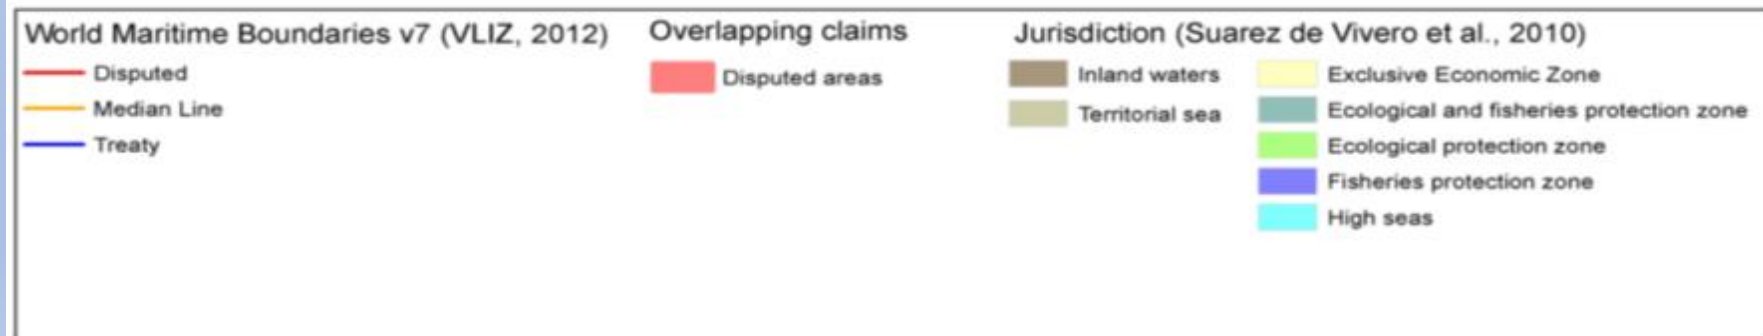 World Maritime Boundaries v7 (VLIZ, 2012)
Disputed
Median Line
Treaty
Overlapping claims
Disputed areas
Jurisdiction (Suarez de Vivero et al., 2010)
Inland waters
Territorial sea
Exclusive Economic Zone
Ecological and fisheries protection zone
Ecological protection zone
Fisheries protection zone
High seas